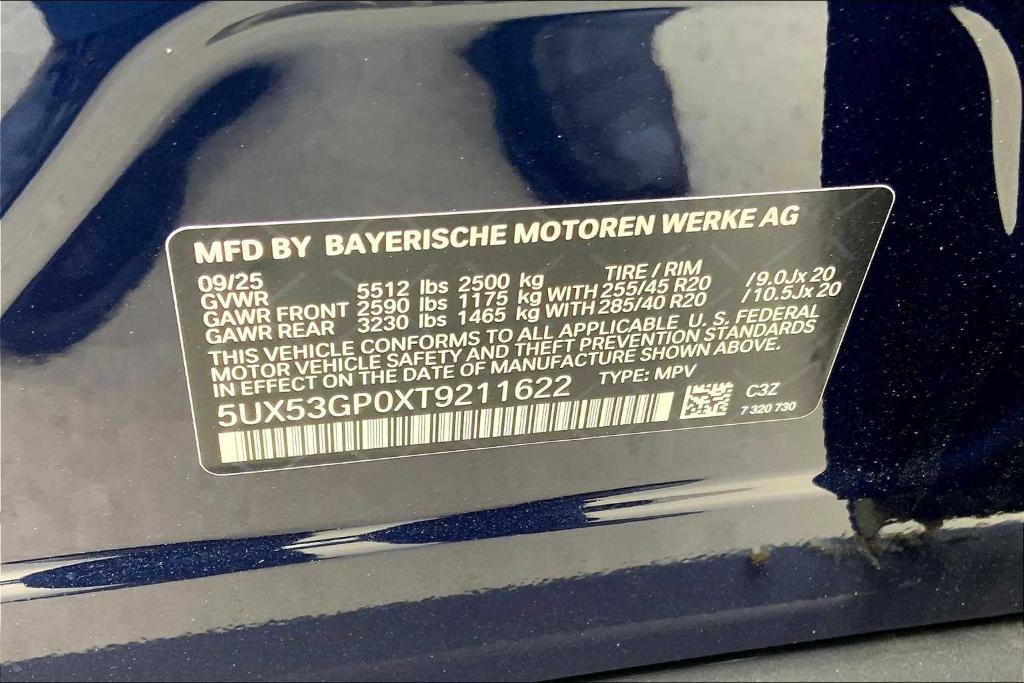 MFD BY BAYERISCHE MOTOREN WERKE AG
09/25 TIRE / RIM
GVWR 5512 lbs 2500 kg
GAWR FRONT 2590 lbs 1175 kg WITH 255/45 R20 / 9.0Jx 20
GAWR REAR 3230 lbs 1465 kg WITH 285/40 R20 / 10.5Jx 20
THIS VEHICLE CONFORMS TO ALL APPLICABLE U. S. FEDERAL
MOTOR VEHICLE SAFETY AND THEFT PREVENTION STANDARDS
IN EFFECT ON THE DATE OF MANUFACTURE SHOWN ABOVE.
5UX53GP0XT9211622 TYPE: MPV
C3Z
7 320 730